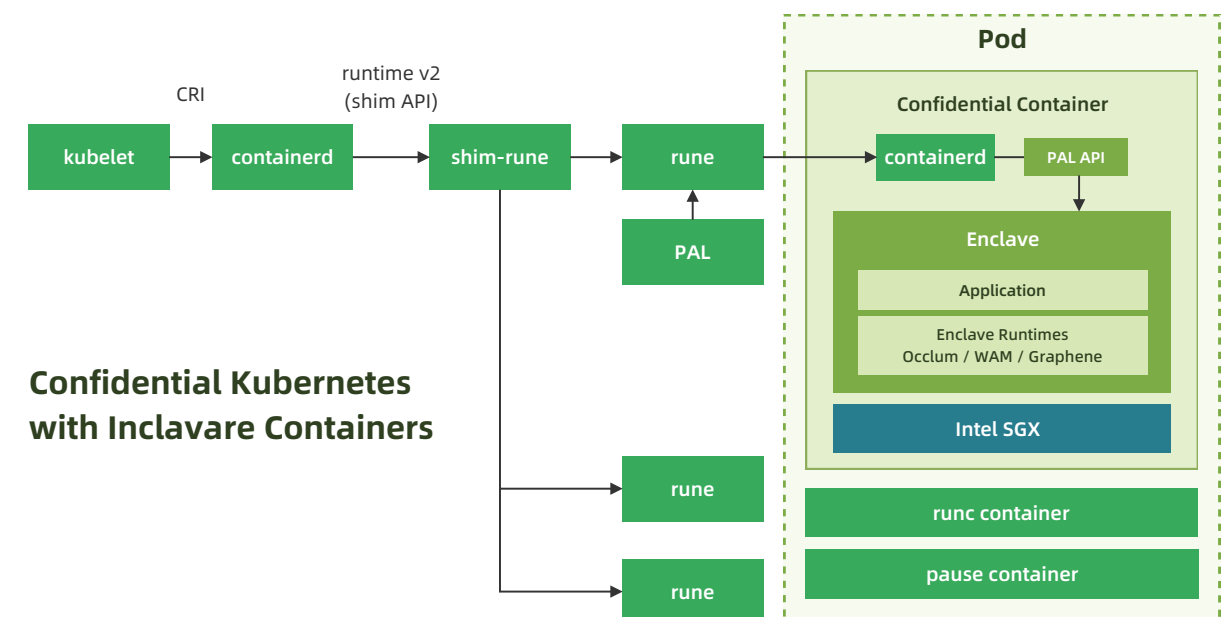 Pod
Confidential Container
CRI
runtime v2
(shim API)
kubelet
containerd
shim-rune
rune
containerd
PAL API
PAL
Enclave
Application
Enclave Runtimes
Occlum / WAM / Graphene
Intel SGX
Confidential Kubernetes
with Inclavare Containers
rune
runc container
rune
pause container